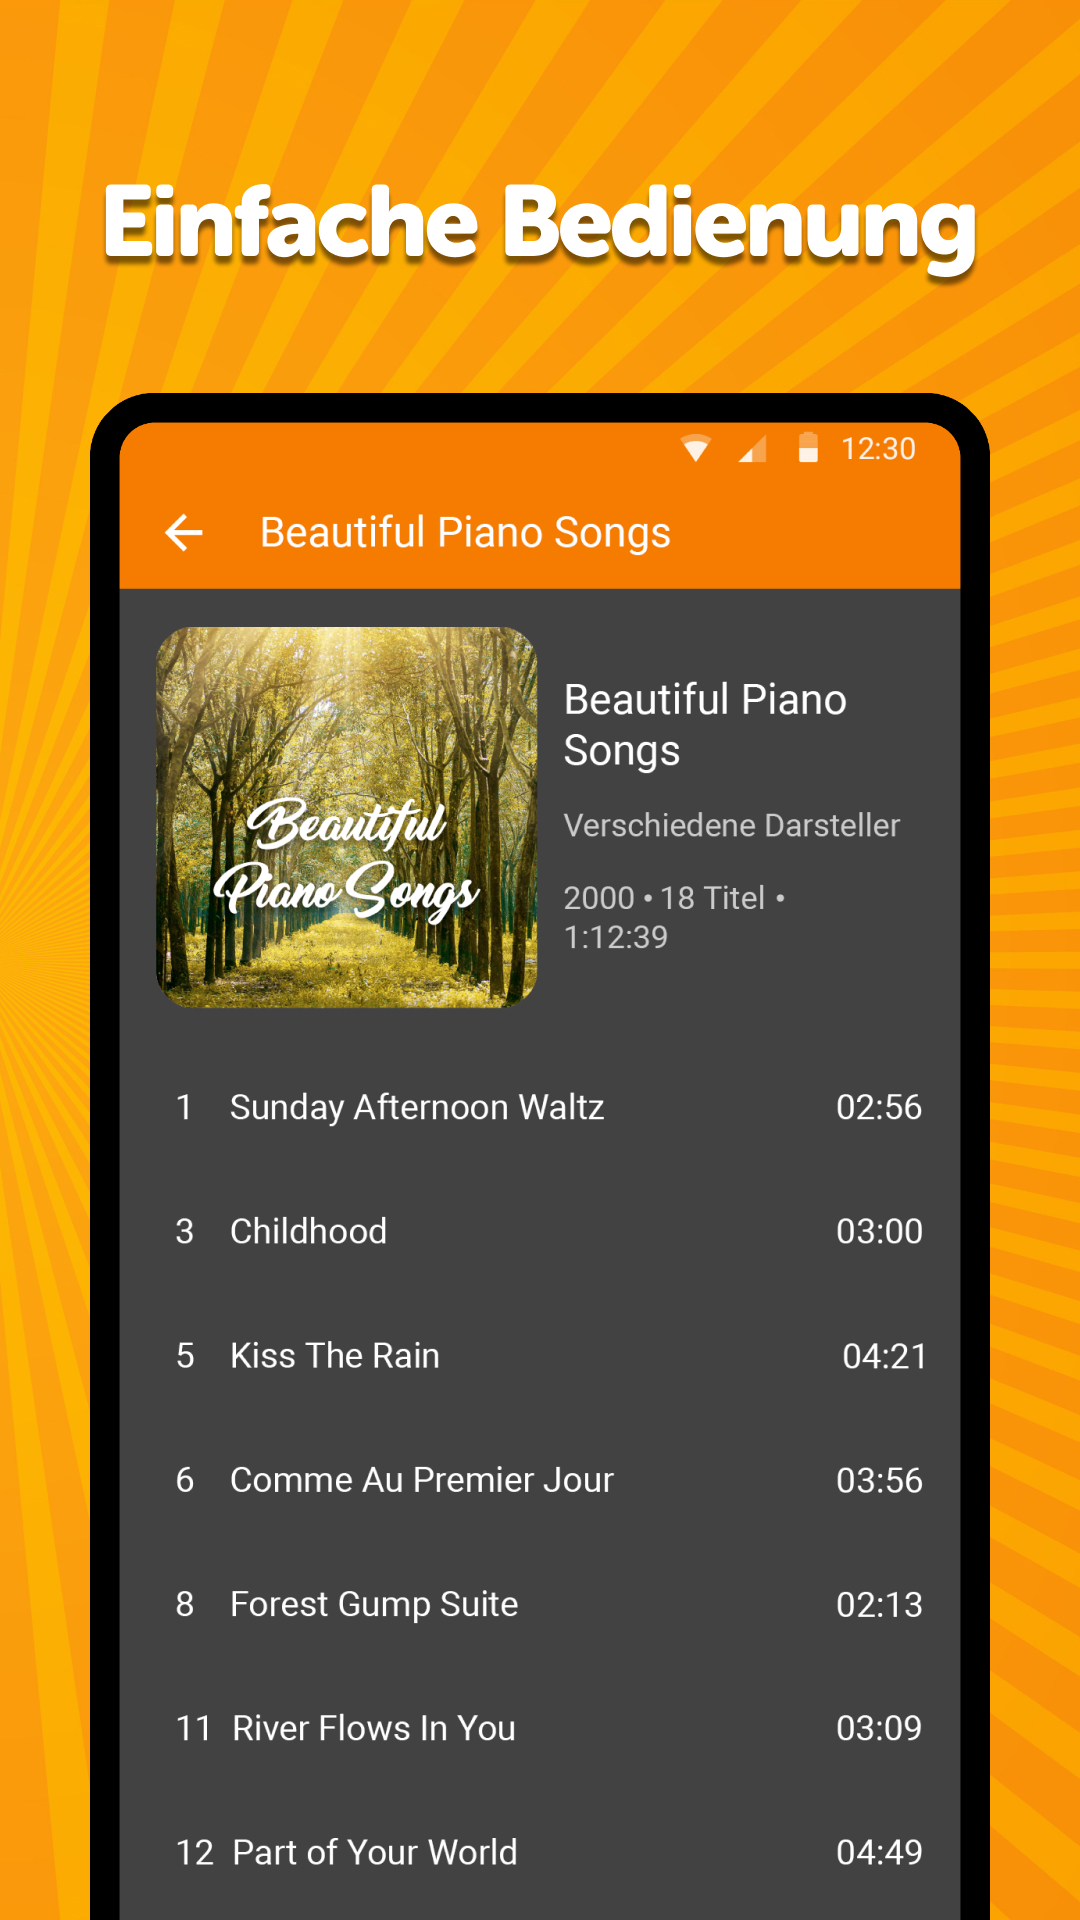 Einfache Bedienung
12:30
Beautiful Piano Songs
Beautiful
Piano Songs
Beautiful Piano
Songs
Verschiedene Darsteller
2000 • 18 Titel •
1:12:39
1 Sunday Afternoon Waltz 02:56
3 Childhood 03:00
5 Kiss The Rain 04:21
6 Comme Au Premier Jour 03:56
8 Forest Gump Suite 02:13
11 River Flows In You 03:09
12 Part of Your World 04:49